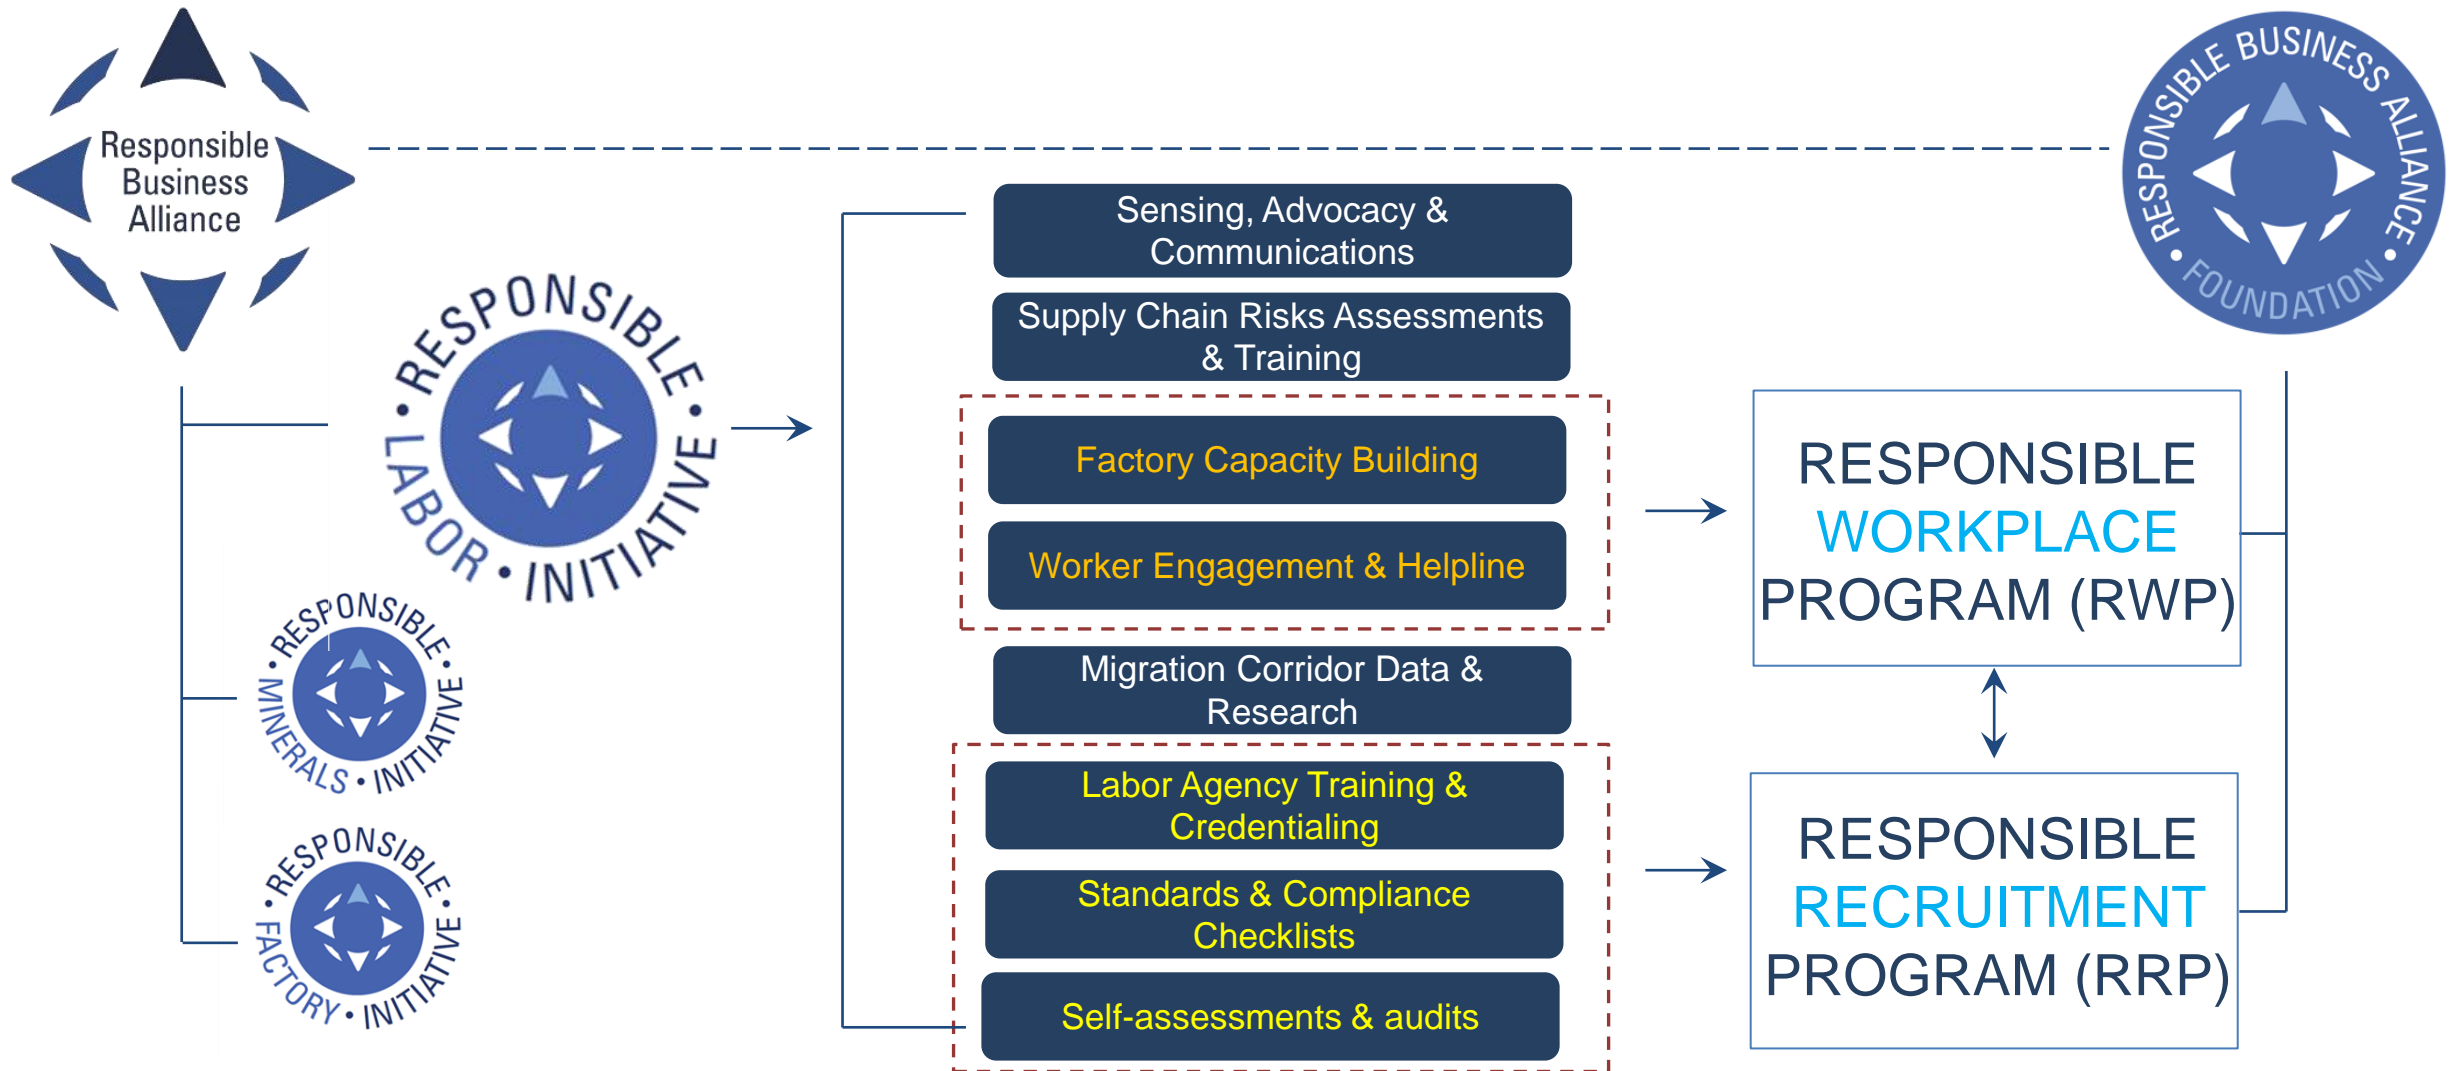 Responsible
Business
Alliance
• RESPONSIBLE BUSINESS ALLIANCE •
FOUNDATION
• RESPONSIBLE •
LABOR • INITIATIVE
• RESPONSIBLE •
MINERALS • INITIATIVE
• RESPONSIBLE •
FACTORY • INITIATIVE
Sensing, Advocacy &
Communications
Supply Chain Risks Assessments
& Training
Factory Capacity Building
Worker Engagement & Helpline
Migration Corridor Data &
Research
Labor Agency Training &
Credentialing
Standards & Compliance
Checklists
Self-assessments & audits
RESPONSIBLE
WORKPLACE
PROGRAM (RWP)
RESPONSIBLE
RECRUITMENT
PROGRAM (RRP)